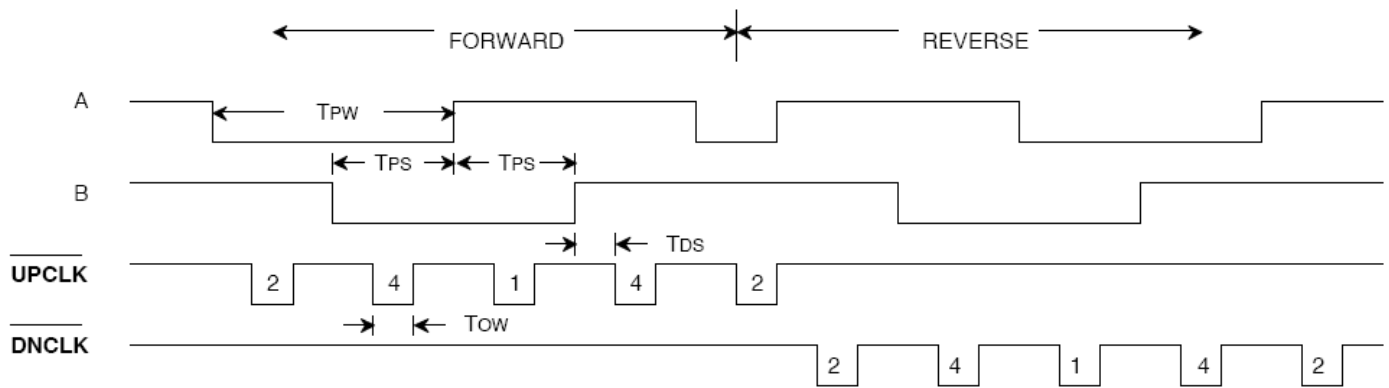 FORWARD REVERSE
A TPW
TPS TPS
B
TDS
UPCLK 2 4 1 4 2
TOW
DNCLK 2 4 1 4 2